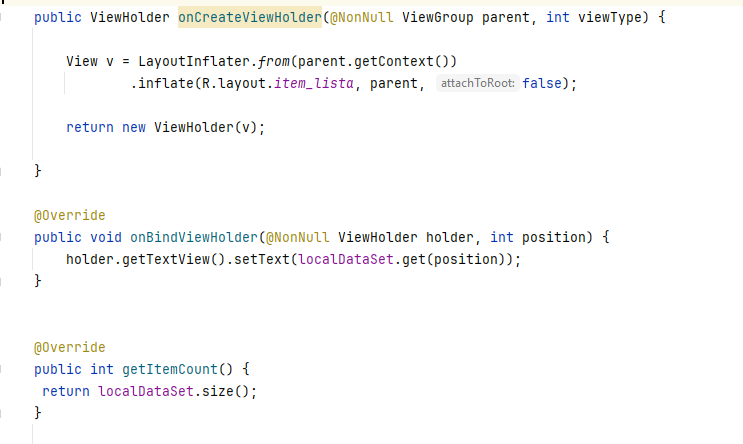 public ViewHolder onCreateViewHolder(@NonNull ViewGroup parent, int viewType) {
View v = LayoutInflater.from(parent.getContext())
.inflate(R.layout.item_lista, parent, attachToRoot: false);
return new ViewHolder(v);
}
@Override
public void onBindViewHolder(@NonNull ViewHolder holder, int position) {
holder.getTextView().setText(localDataSet.get(position));
}
@Override
public int getItemCount() {
return localDataSet.size();
}